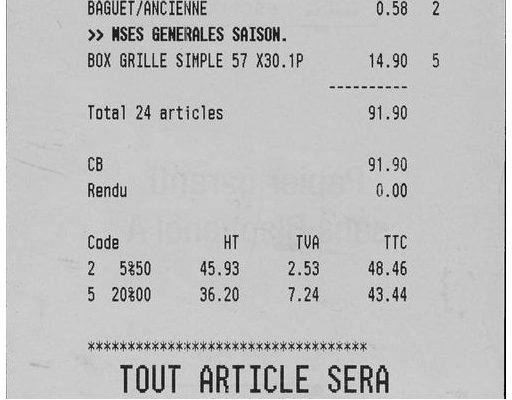 BAGUET/ANCIENNE 0.58 2
>> MSES GENERALES SAISON.
BOX GRILLE SIMPLE 57 X30.1P 14.90 5
----------
Total 24 articles 91.90
CB 91.90
Rendu 0.00
Code HT TVA TTC
2 5%50 45.93 2.53 48.46
5 20%00 36.20 7.24 43.44
***********************************
TOUT ARTICLE SERA